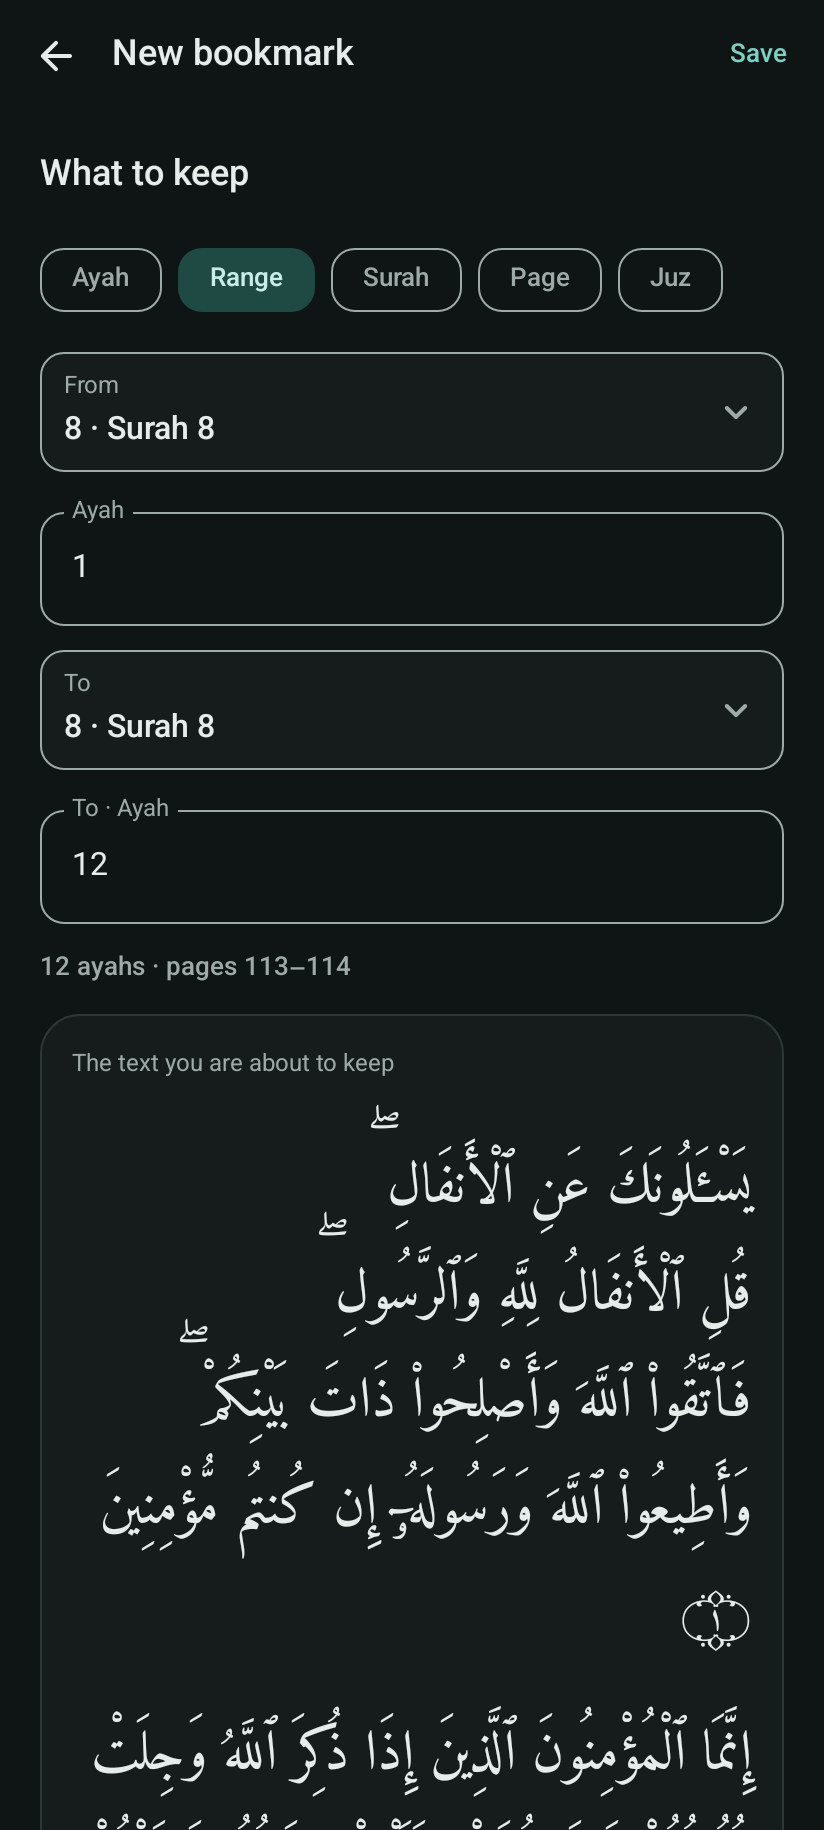 New bookmark
Save
What to keep
Ayah
Range
Surah
Page
Juz
From
8 · Surah 8
Ayah
1
To
8 · Surah 8
To · Ayah
12
12 ayahs · pages 113–114
The text you are about to keep
يَسْـَٔلُونَكَ عَنِ ٱلْأَنفَالِ ۖ
قُلِ ٱلْأَنفَالُ لِلَّهِ وَٱلرَّسُولِ ۖ
فَٱتَّقُوا۟ ٱللَّهَ وَأَصْلِحُوا۟ ذَاتَ بَيْنِكُمْ ۖ
وَأَطِيعُوا۟ ٱللَّهَ وَرَسُولَهُۥٓ إِن كُنتُم مُّؤْمِنِينَ
١
إِنَّمَا ٱلْمُؤْمِنُونَ ٱلَّذِينَ إِذَا ذُكِرَ ٱللَّهُ وَجِلَتْ